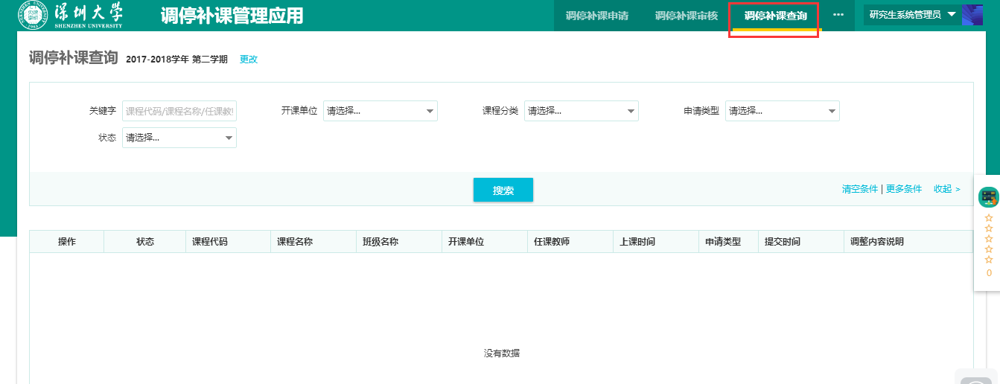 深圳大学
SHENZHEN UNIVERSITY
调停补课管理应用
调停补课申请 调停补课审核 调停补课查询 ··· 研究生系统管理员
调停补课查询 2017-2018学年 第二学期 更改
关键字 课程代码/课程名称/任课教 开课单位 请选择... 课程分类 请选择... 申请类型 请选择...
状态 请选择...
搜索 清空条件 | 更多条件 收起 >
操作 状态 课程代码 课程名称 班级名称 开课单位 任课教师 上课时间 申请类型 提交时间 调整内容说明
0
没有数据